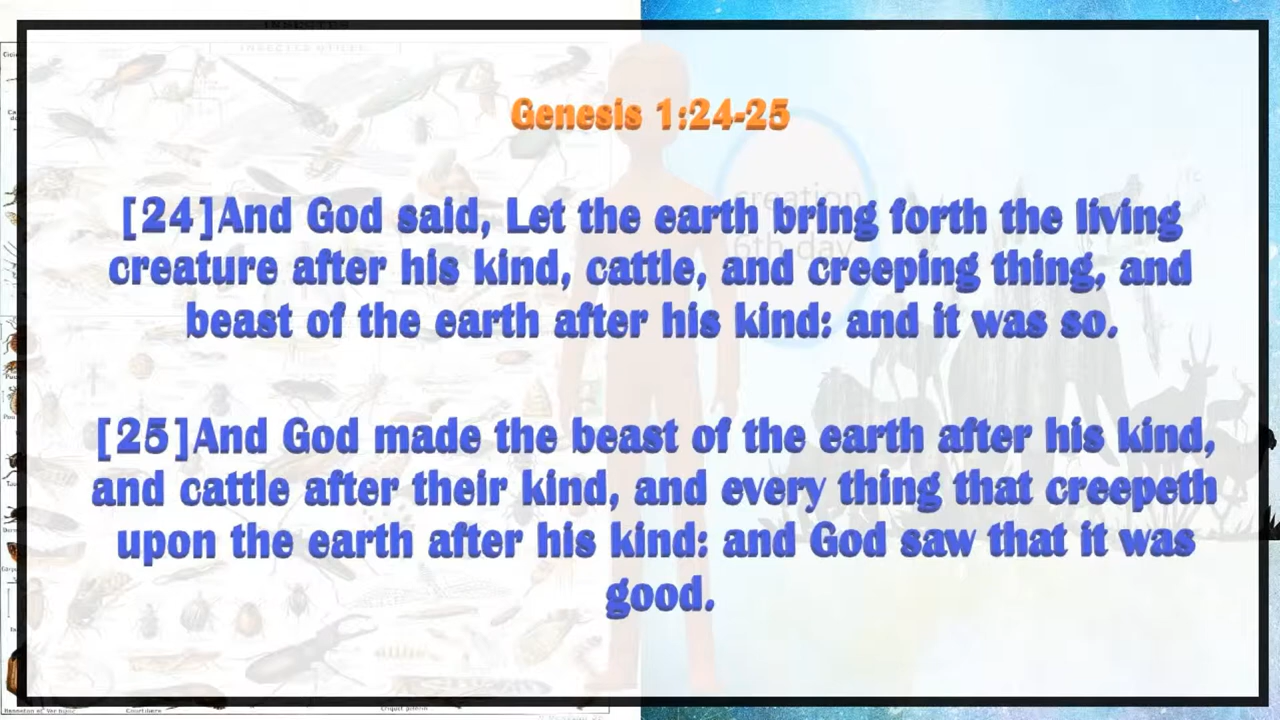 Genesis 1:24-25
[24]And God said, Let the earth bring forth the living
creature after his kind, cattle, and creeping thing, and
beast of the earth after his kind: and it was so.
[25]And God made the beast of the earth after his kind,
and cattle after their kind, and every thing that creepeth
upon the earth after his kind: and God saw that it was
good.
creation
6th day